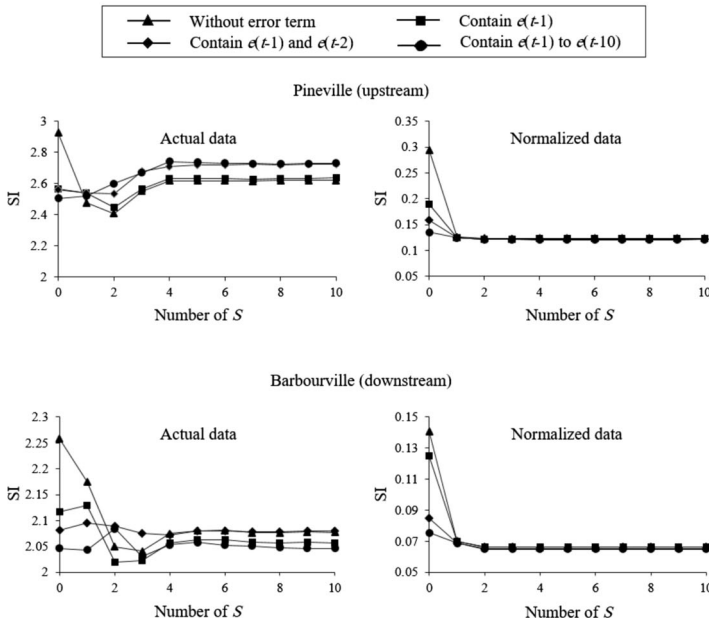 Without error term
Contain e(t-1)
Contain e(t-1) and e(t-2)
Contain e(t-1) to e(t-10)
Pineville (upstream)
Actual data
SI
3
2.8
2.6
2.4
2.2
2
0 2 4 6 8 10
Number of S
Normalized data
SI
0.35
0.3
0.25
0.2
0.15
0.1
0.05
0 2 4 6 8 10
Number of S
Barbourville (downstream)
Actual data
SI
2.3
2.25
2.2
2.15
2.1
2.05
2
0 2 4 6 8 10
Number of S
Normalized data
SI
0.15
0.13
0.11
0.09
0.07
0.05
0 2 4 6 8 10
Number of S